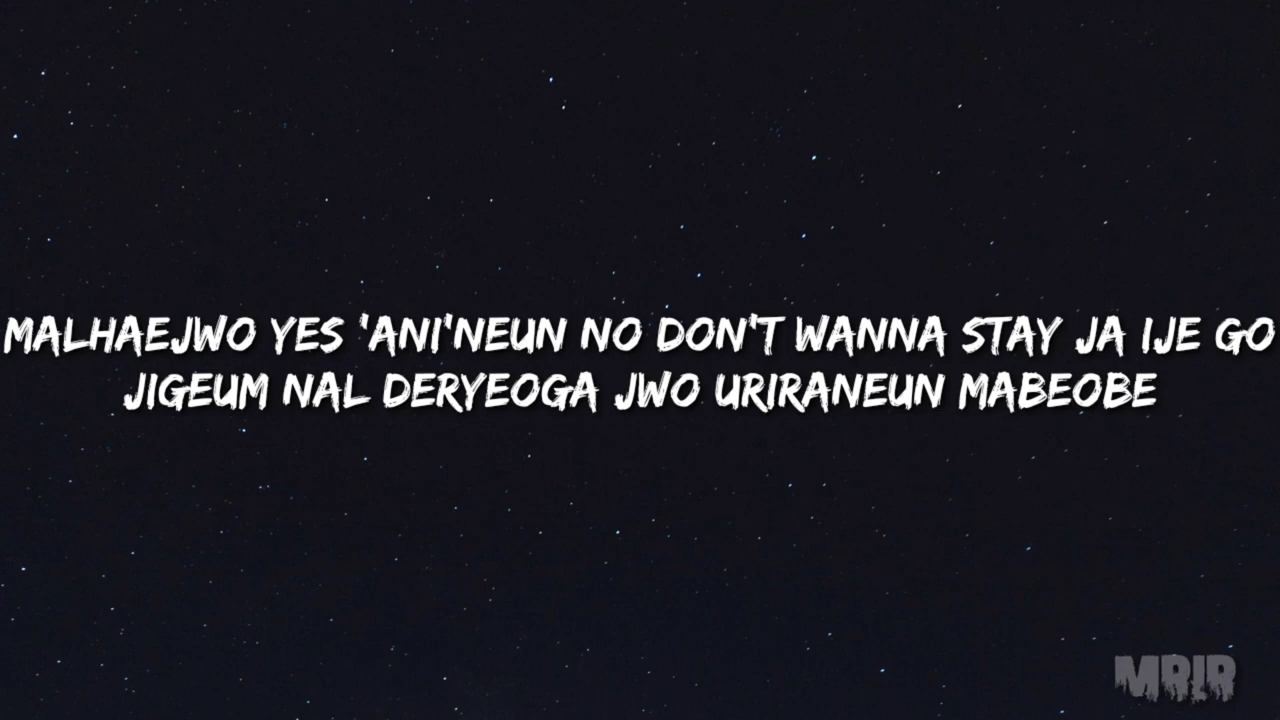 MALHAEJWO YES 'ANI'NEUN NO DON'T WANNA STAY JA IJE GO
JIGEUM NAL DERYEOGA JWO URIRANEUN MABEOBE
MRLR